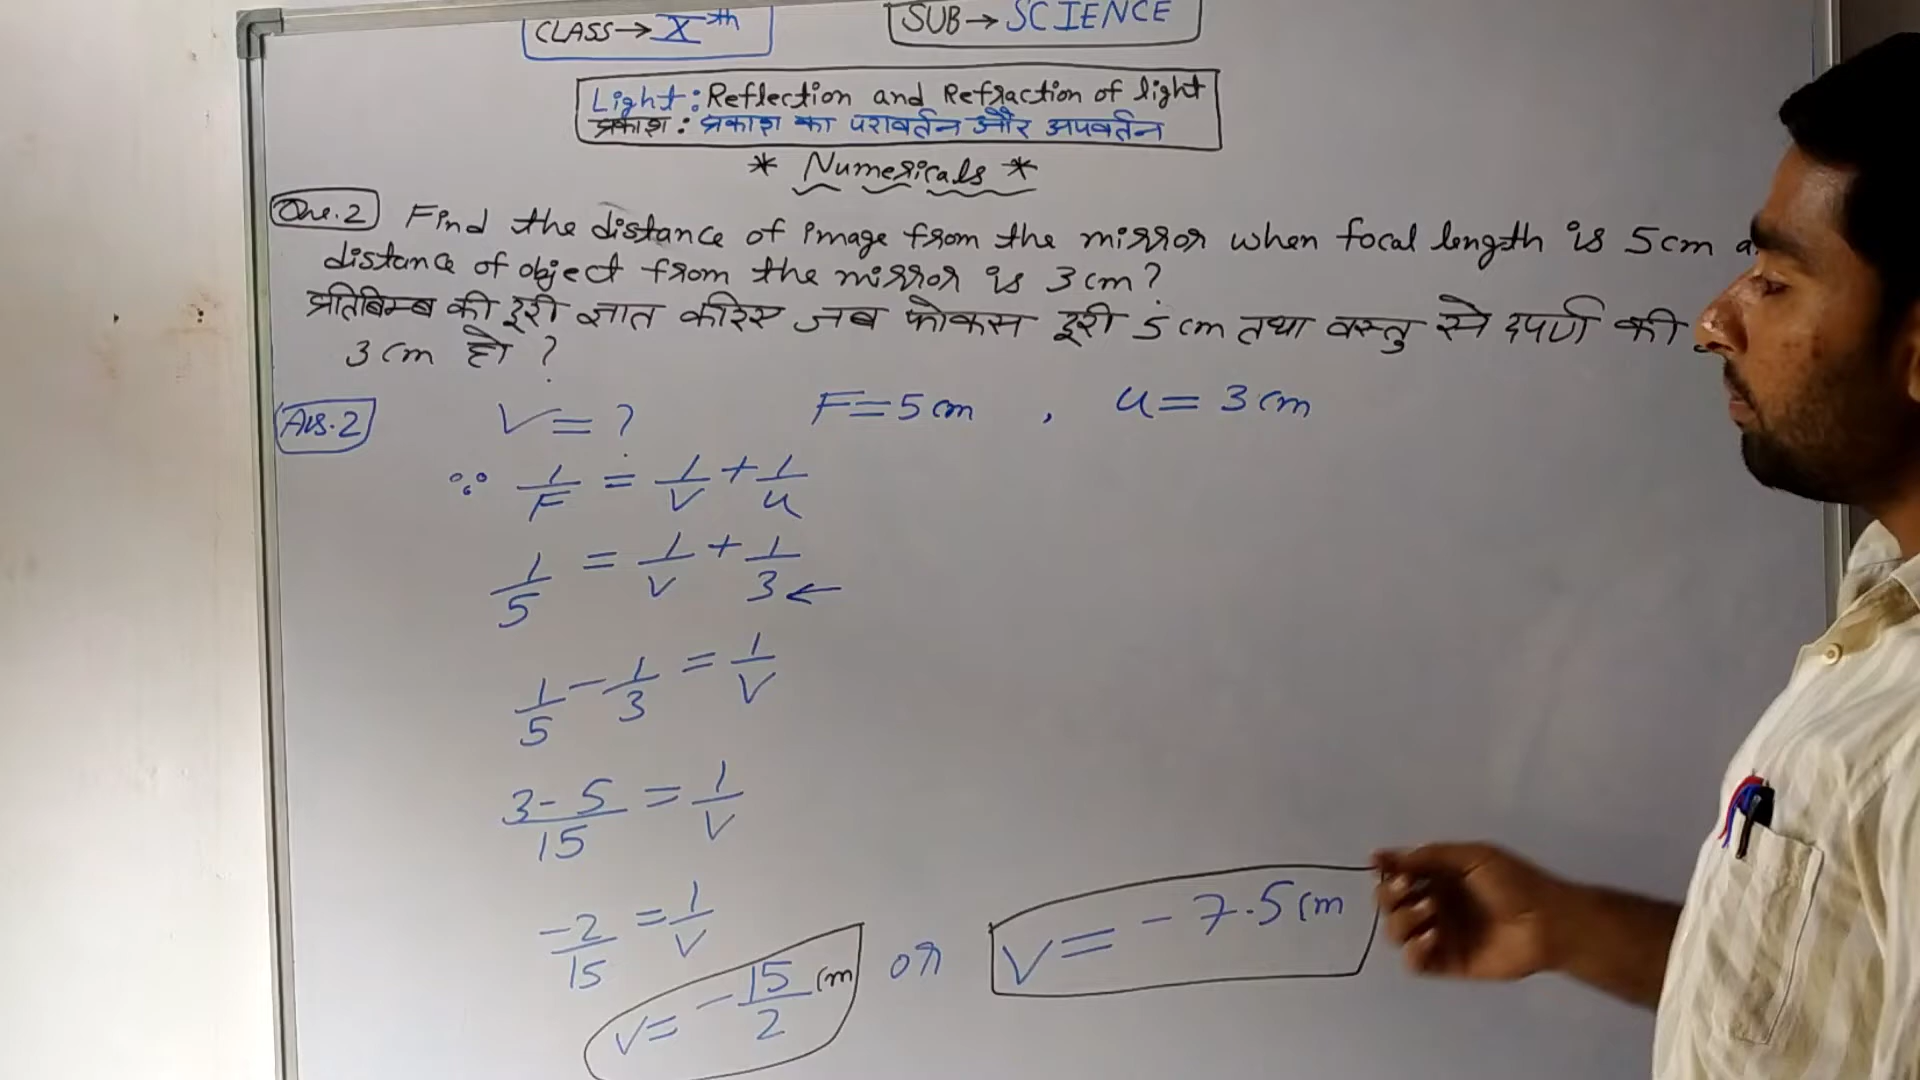 CLASS → Xth
SUB → SCIENCE
Light : Reflection and Refraction of light
प्रकाश : प्रकाश का परावर्तन और अपवर्तन
* Numericals *
Que.2 Find the distance of image from the mirror when focal length is 5cm a
distance of object from the mirror is 3cm?
प्रतिबिम्ब की दूरी ज्ञात करिए जब फोकस दूरी 5 cm तथा वस्तु से दपर्ण की
3 cm हो ?
Ans.2 V = ? F = 5 cm , u = 3 cm
∵ 1/F = 1/V + 1/u
1/5 = 1/V + 1/3 ←
1/5 - 1/3 = 1/V
3 - 5/15 = 1/V
-2/15 = 1/V
V = - 15/2 cm or V = - 7.5 cm